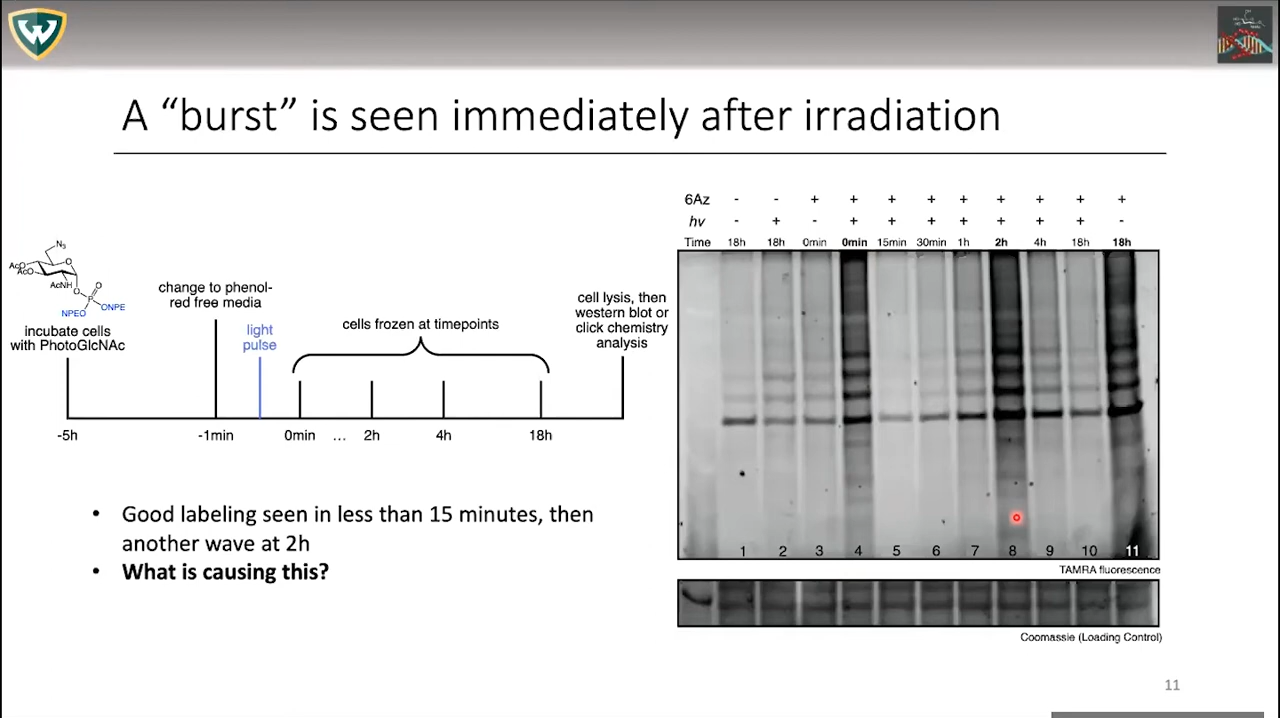 A “burst” is seen immediately after irradiation
N₃
O
AcO
AcO
AcNH
O
P
O
NPEO
ONPE
incubate cells
with PhotoGlcNAc
change to phenol-
red free media
light
pulse
cells frozen at timepoints
cell lysis, then
western blot or
click chemistry
analysis
-5h -1min 0min ... 2h 4h 18h
• Good labeling seen in less than 15 minutes, then
another wave at 2h
• What is causing this?
6Az - - + + + + + + + + +
hv - + - + + + + + + + -
Time 18h 18h 0min 0min 15min 30min 1h 2h 4h 18h 18h
1 2 3 4 5 6 7 8 9 10 11
TAMRA fluorescence
Coomassie (Loading Control)
11